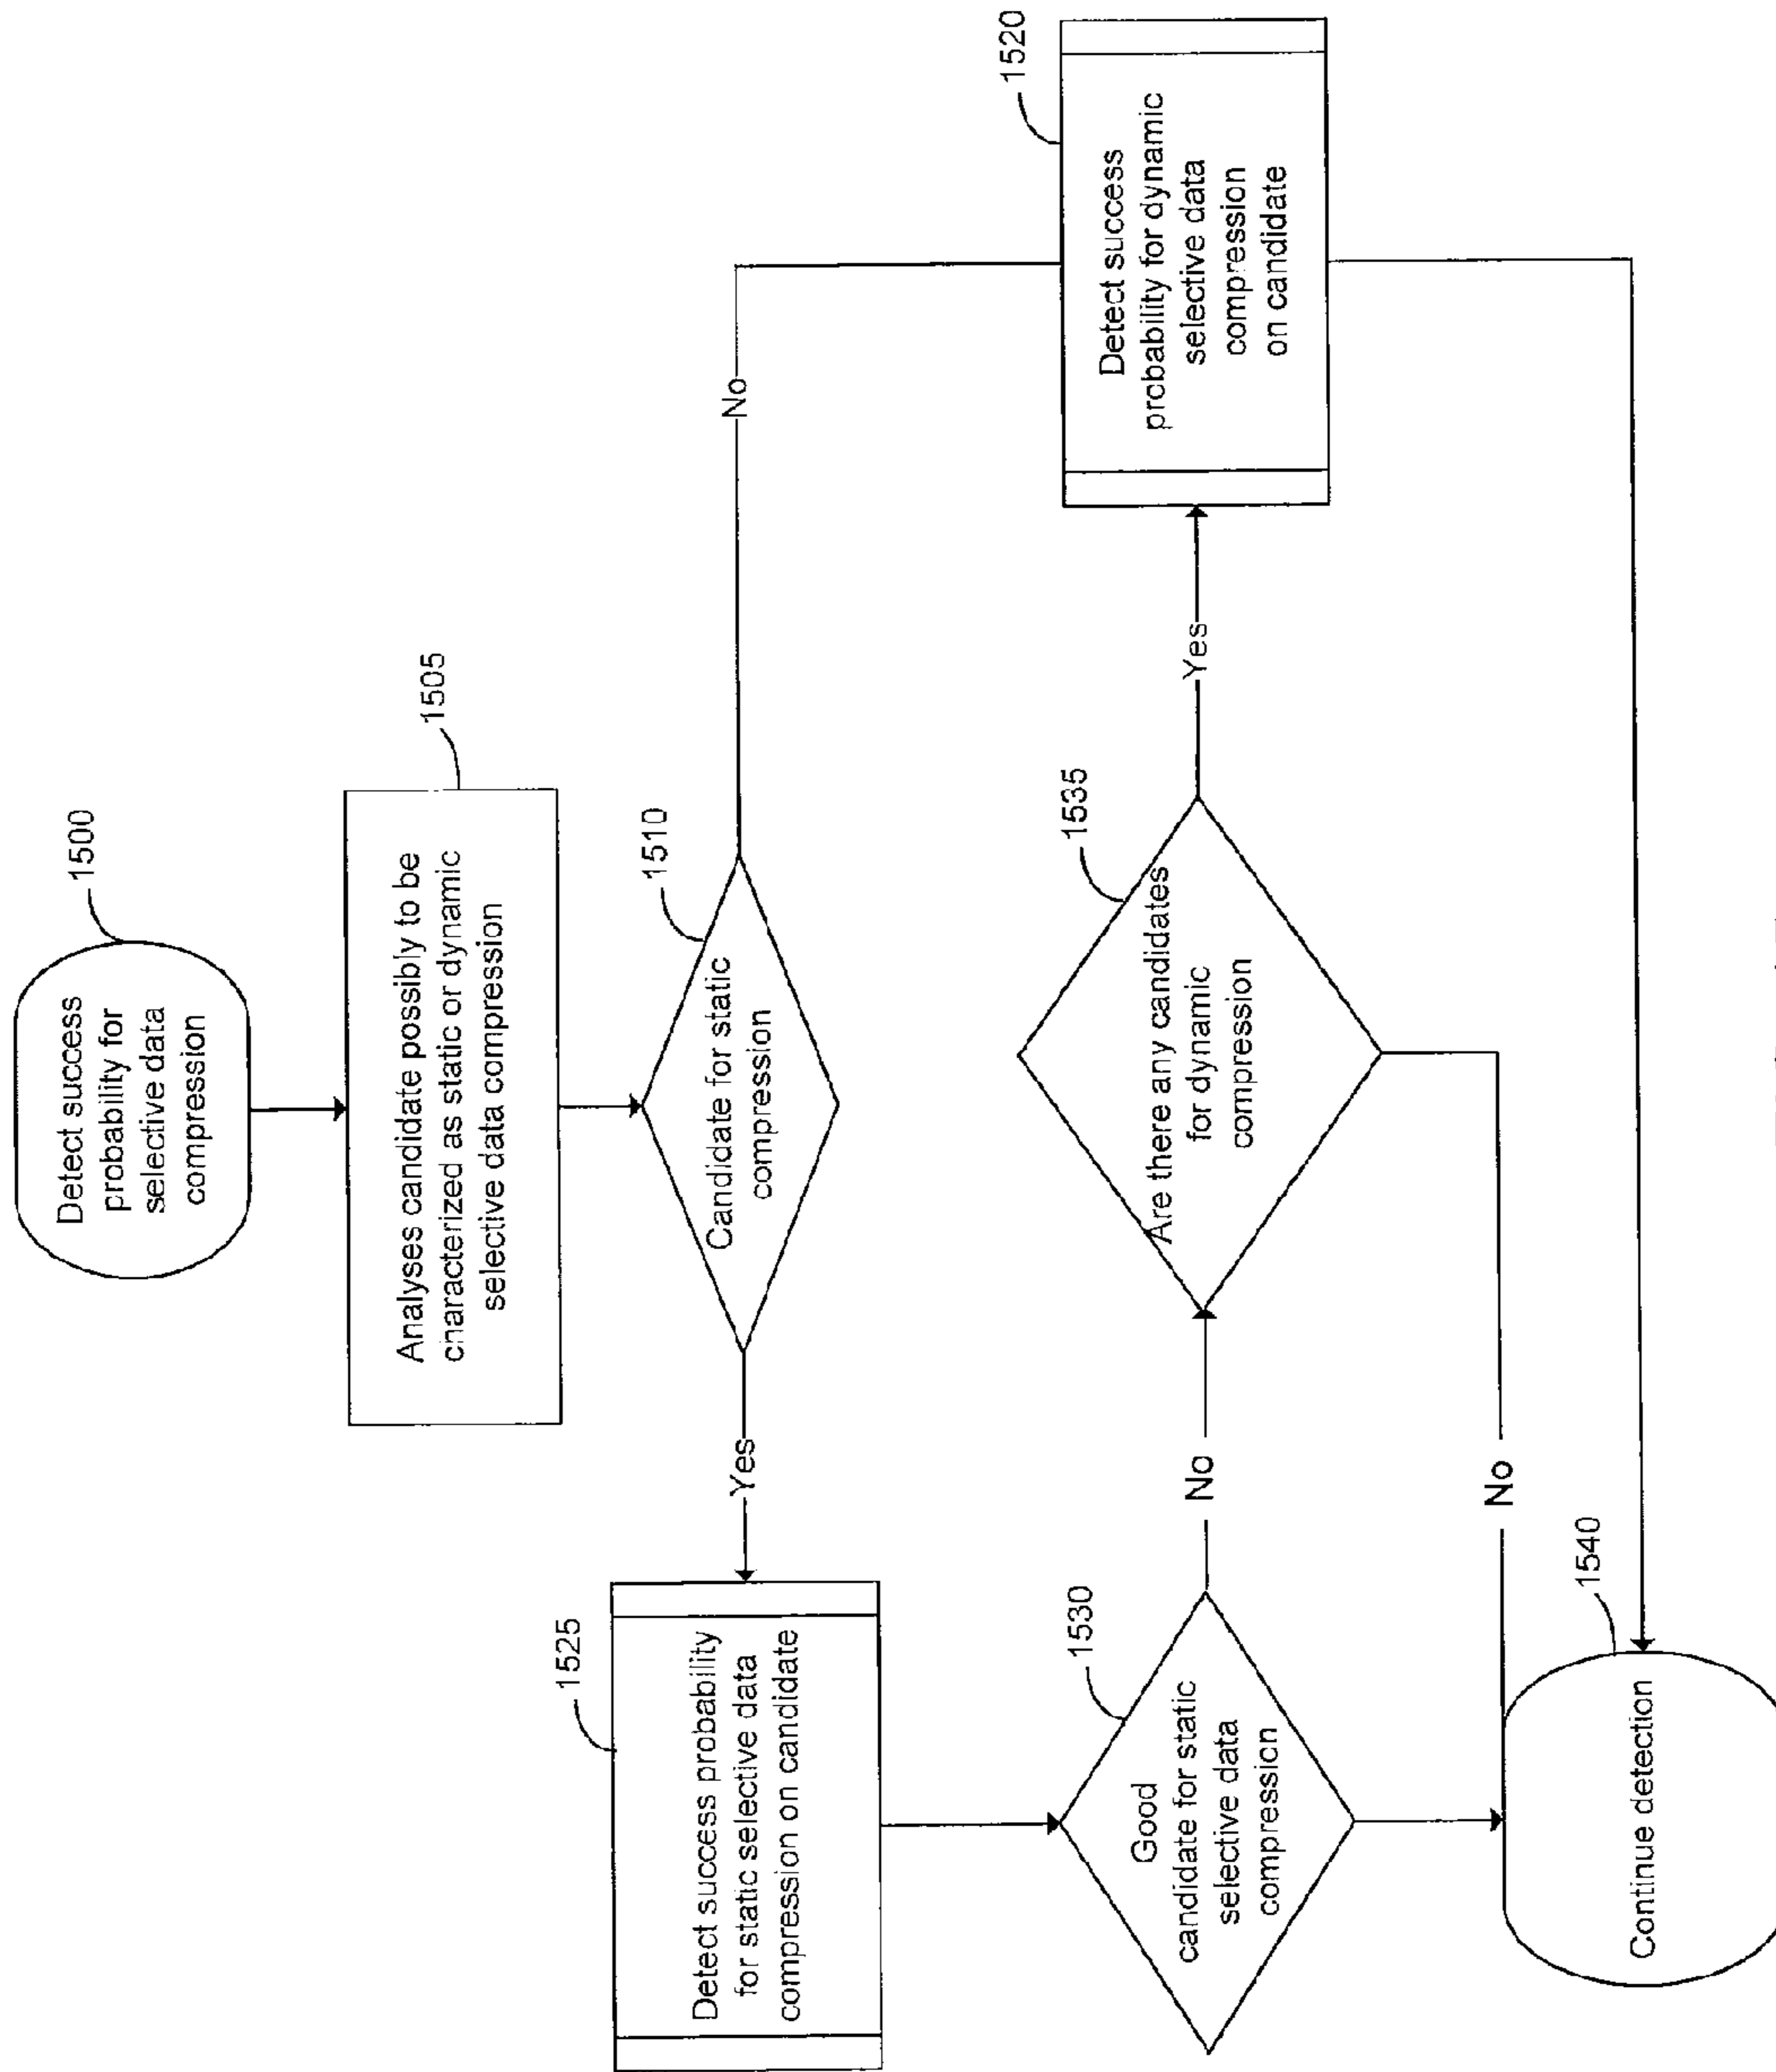 1500
Detect success
probability for
selective data
compression
1505
Analyses candidate possibly to be
characterized as static or dynamic
selective data compression
1510
Candidate for static
compression
Yes
No
1525
Detect success probability
for static selective data
compression on candidate
1520
Detect success
probability for dynamic
selective data
compression
on candidate
1530
Good
candidate for static
selective data
compression
No
1535
Are there any candidates
for dynamic
compression
Yes
No
1540
Continue detection